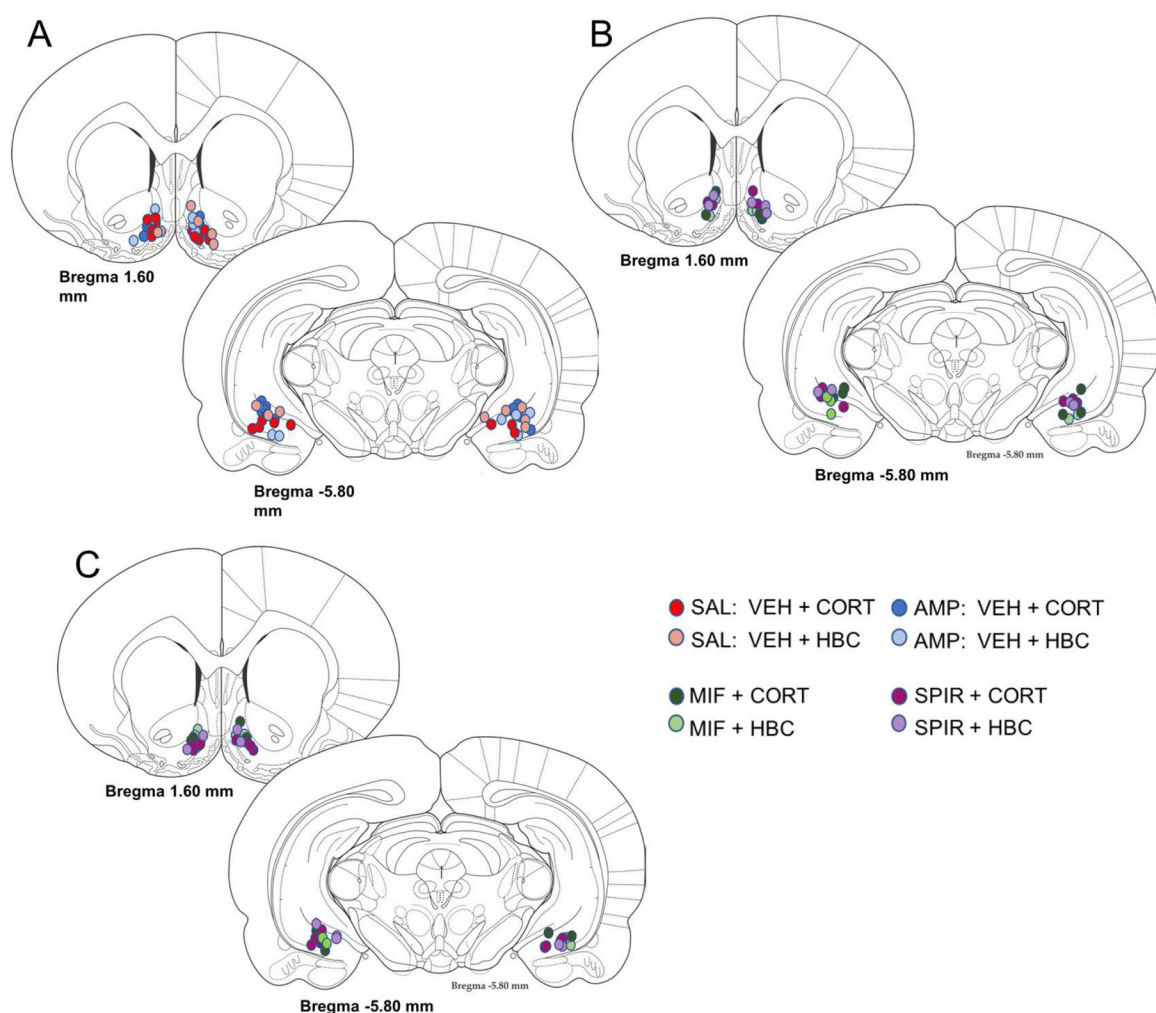 A
B
Bregma 1.60
mm
Bregma 1.60 mm
Bregma -5.80
mm
Bregma -5.80 mm
Bregma -5.80 mm
C
SAL: VEH + CORT
AMP: VEH + CORT
SAL: VEH + HBC
AMP: VEH + HBC
MIF + CORT
SPIR + CORT
MIF + HBC
SPIR + HBC
Bregma 1.60 mm
Bregma -5.80 mm
Bregma -5.80 mm